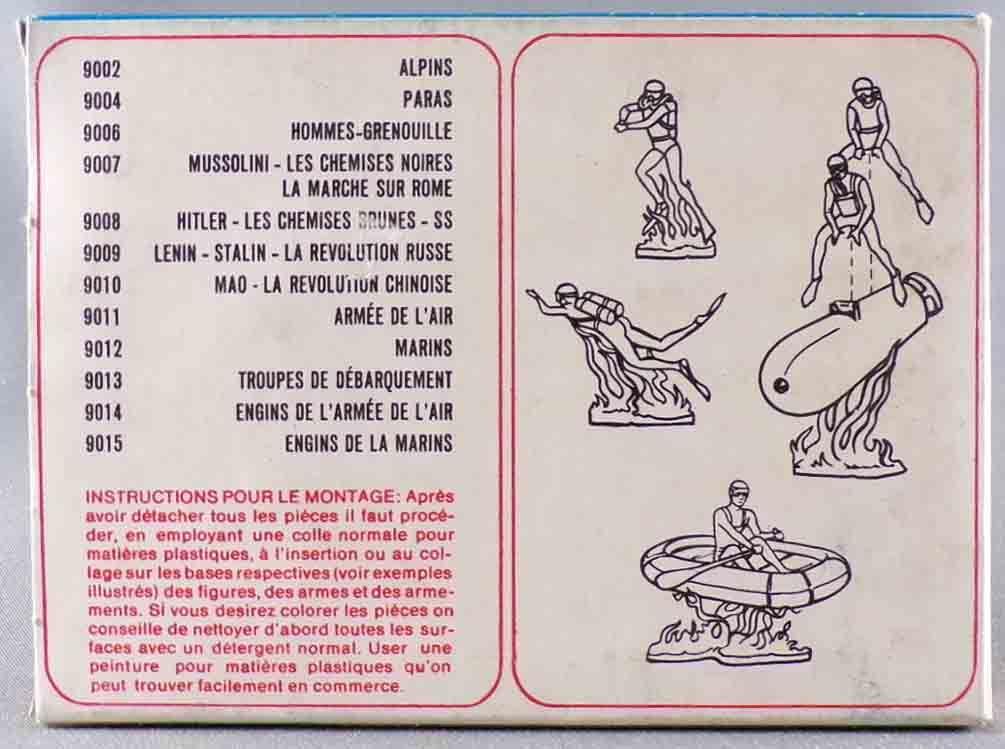 9002 ALPINS
9004 PARAS
9006 HOMMES-GRENOUILLE
9007 MUSSOLINI - LES CHEMISES NOIRES
LA MARCHE SUR ROME
9008 HITLER - LES CHEMISES BRUNES - SS
9009 LENIN - STALIN - LA REVOLUTION RUSSE
9010 MAO - LA REVOLUTION CHINOISE
9011 ARMÉE DE L'AIR
9012 MARINS
9013 TROUPES DE DÉBARQUEMENT
9014 ENGINS DE L'ARMÉE DE L'AIR
9015 ENGINS DE LA MARINS
INSTRUCTIONS POUR LE MONTAGE: Après
avoir détacher tous les pièces il faut procé-
der, en employant une colle normale pour
matières plastiques, à l'insertion ou au col-
lage sur les bases respectives (voir exemples
illustrés) des figures, des armes et des arme-
ments. Si vous desirez colorer les pièces on
conseille de nettoyer d'abord toutes les sur-
faces avec un détergent normal. User une
peinture pour matières plastiques qu'on
peut trouver facilement en commerce.